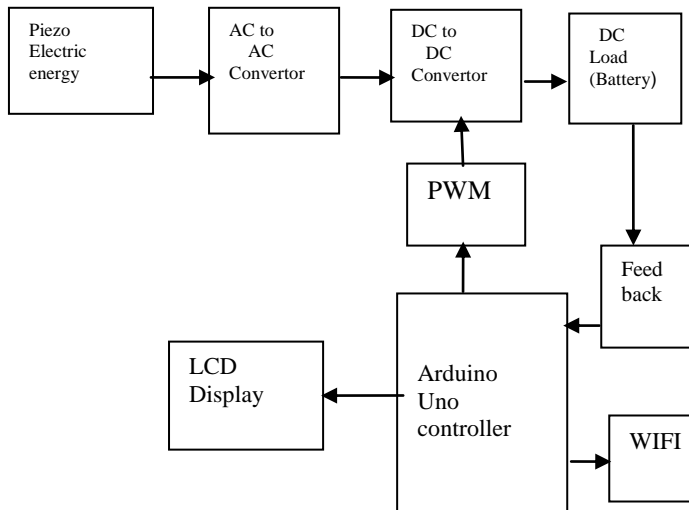 Piezo
Electric
energy
AC to
AC
Convertor
DC to
DC
Convertor
DC
Load
(Battery)
PWM
Feed
back
LCD
Display
Arduino
Uno
controller
WIFI